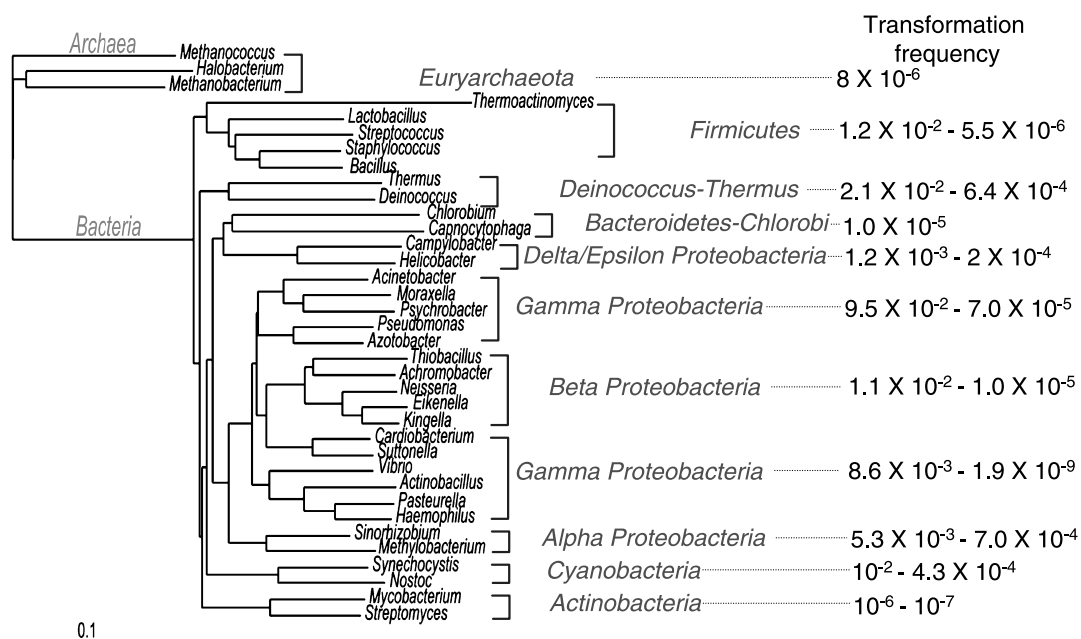 Transformation
frequency
Archaea
Methanococcus
Halobacterium
Methanobacterium
Euryarchaeota 8 X 10⁻⁶
Thermoactinomyces
Lactobacillus
Streptococcus
Firmicutes 1.2 X 10⁻² - 5.5 X 10⁻⁶
Staphylococcus
Bacillus
Thermus
Deinococcus-Thermus 2.1 X 10⁻² - 6.4 X 10⁻⁴
Deinococcus
Chlorobium
Bacteria
Bacteroidetes-Chlorobi 1.0 X 10⁻⁵
Capnocytophaga
Campylobacter
Delta/Epsilon Proteobacteria 1.2 X 10⁻³ - 2 X 10⁻⁴
Helicobacter
Acinetobacter
Moraxella
Gamma Proteobacteria 9.5 X 10⁻² - 7.0 X 10⁻⁵
Psychrobacter
Pseudomonas
Azotobacter
Thiobacillus
Achromobacter
Neisseria
Beta Proteobacteria 1.1 X 10⁻² - 1.0 X 10⁻⁵
Eikenella
Kingella
Cardiobacterium
Suttonella
Vibrio
Gamma Proteobacteria 8.6 X 10⁻³ - 1.9 X 10⁻⁹
Actinobacillus
Pasteurella
Haemophilus
Sinorhizobium
Alpha Proteobacteria 5.3 X 10⁻³ - 7.0 X 10⁻⁴
Methylobacterium
Synechocystis
Cyanobacteria 10⁻² - 4.3 X 10⁻⁴
Nostoc
Mycobacterium
Actinobacteria 10⁻⁶ - 10⁻⁷
Streptomyces
0.1